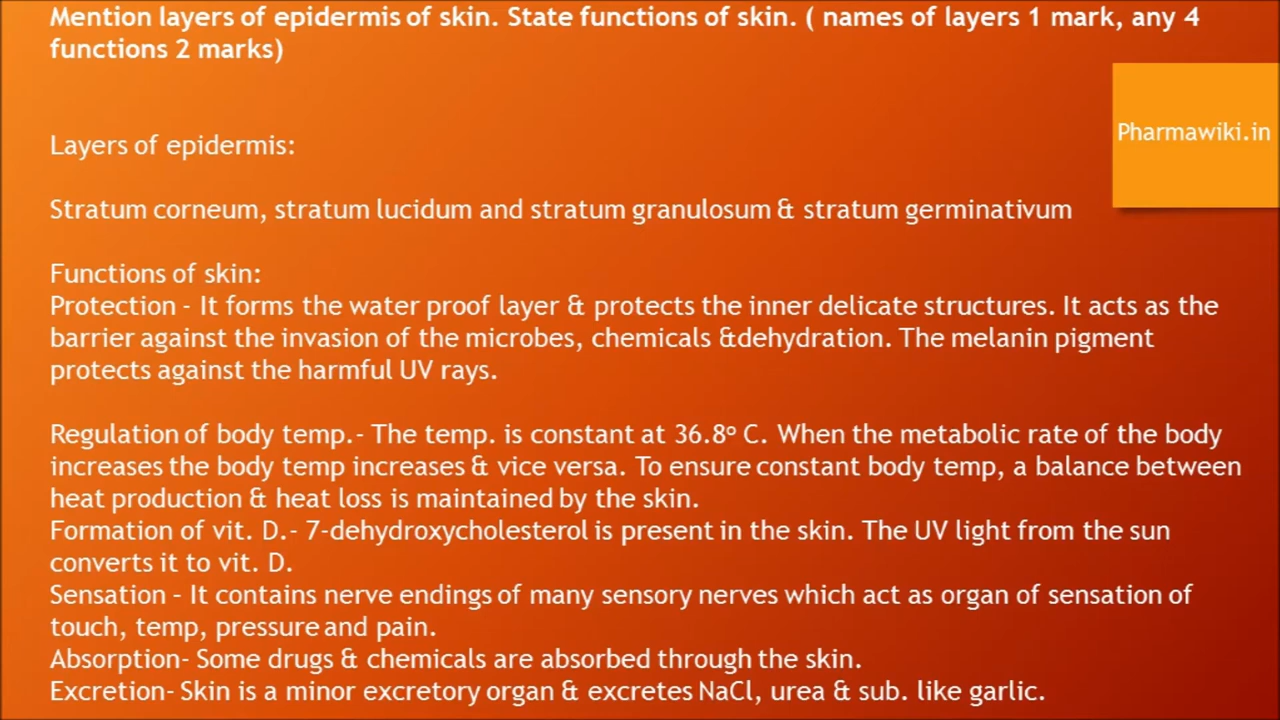 Mention layers of epidermis of skin. State functions of skin. ( names of layers 1 mark, any 4
functions 2 marks)
Pharmawiki.in
Layers of epidermis:
Stratum corneum, stratum lucidum and stratum granulosum & stratum germinativum
Functions of skin:
Protection - It forms the water proof layer & protects the inner delicate structures. It acts as the
barrier against the invasion of the microbes, chemicals &dehydration. The melanin pigment
protects against the harmful UV rays.
Regulation of body temp.- The temp. is constant at 36.8º C. When the metabolic rate of the body
increases the body temp increases & vice versa. To ensure constant body temp, a balance between
heat production & heat loss is maintained by the skin.
Formation of vit. D.- 7-dehydroxycholesterol is present in the skin. The UV light from the sun
converts it to vit. D.
Sensation – It contains nerve endings of many sensory nerves which act as organ of sensation of
touch, temp, pressure and pain.
Absorption- Some drugs & chemicals are absorbed through the skin.
Excretion- Skin is a minor excretory organ & excretes NaCl, urea & sub. like garlic.